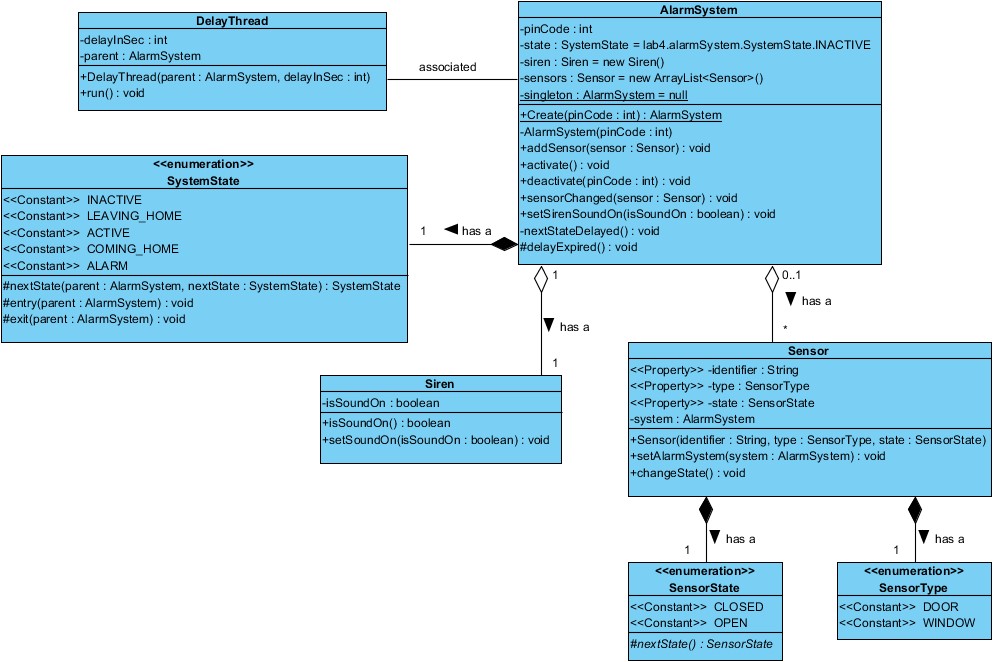 DelayThread
-delayInSec : int
-parent : AlarmSystem
+DelayThread(parent : AlarmSystem, delayInSec : int)
+run() : void
associated
AlarmSystem
-pinCode : int
-state : SystemState = lab4.alarmSystem.SystemState.INACTIVE
-siren : Siren = new Siren()
-sensors : Sensor = new ArrayList<Sensor>()
-singleton : AlarmSystem = null
+Create(pinCode : int) : AlarmSystem
-AlarmSystem(pinCode : int)
+addSensor(sensor : Sensor) : void
+activate() : void
+deactivate(pinCode : int) : void
+sensorChanged(sensor : Sensor) : void
+setSirenSoundOn(isSoundOn : boolean) : void
-nextStateDelayed() : void
#delayExpired() : void
<<enumeration>>
SystemState
<<Constant>> INACTIVE
<<Constant>> LEAVING_HOME
<<Constant>> ACTIVE
<<Constant>> COMING_HOME
<<Constant>> ALARM
#nextState(parent : AlarmSystem, nextState : SystemState) : SystemState
#entry(parent : AlarmSystem) : void
#exit(parent : AlarmSystem) : void
1 ◀ has a
1
▼ has a
1
0..1
▼ has a
*
Siren
-isSoundOn : boolean
+isSoundOn() : boolean
+setSoundOn(isSoundOn : boolean) : void
Sensor
<<Property>> -identifier : String
<<Property>> -type : SensorType
<<Property>> -state : SensorState
-system : AlarmSystem
+Sensor(identifier : String, type : SensorType, state : SensorState)
+setAlarmSystem(system : AlarmSystem) : void
+changeState() : void
▼ has a
1
▼ has a
1
<<enumeration>>
SensorState
<<Constant>> CLOSED
<<Constant>> OPEN
#nextState() : SensorState
<<enumeration>>
SensorType
<<Constant>> DOOR
<<Constant>> WINDOW